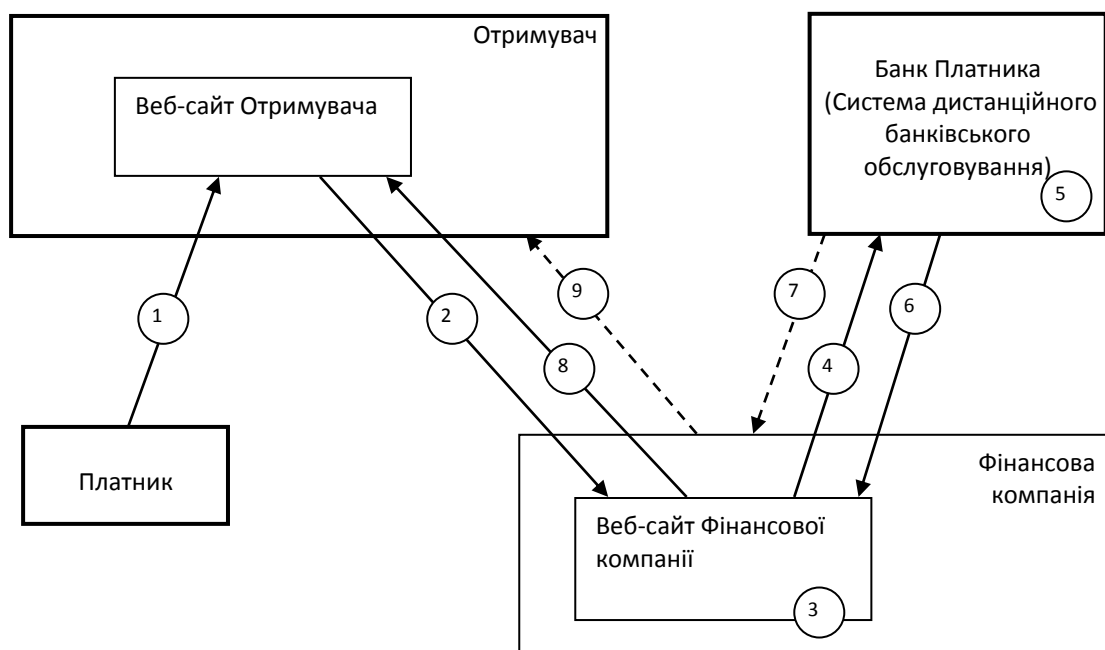 Отримувач
Веб-сайт Отримувача
Банк Платника
(Система дистанційного
банківського
обслуговування)
5
9
7
6
1
2
8
4
Платник
Фінансова
компанія
Веб-сайт Фінансової
компанії
3